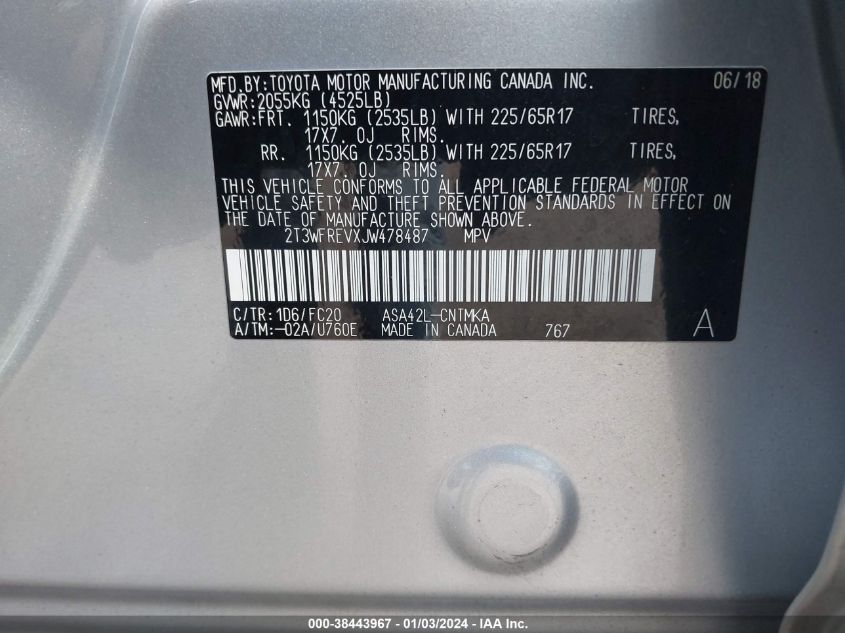 MFD.BY:TOYOTA MOTOR MANUFACTURING CANADA INC. 06/18
GVWR:2055KG (4525LB)
GAWR:FRT. 1150KG (2535LB) WITH 225/65R17 TIRES,
17X7. OJ RIMS.
RR. 1150KG (2535LB) WITH 225/65R17 TIRES,
17X7. OJ RIMS.
THIS VEHICLE CONFORMS TO ALL APPLICABLE FEDERAL MOTOR
VEHICLE SAFETY AND THEFT PREVENTION STANDARDS IN EFFECT ON
THE DATE OF MANUFACTURE SHOWN ABOVE.
2T3WFREVXJW478487 MPV
C/TR:1D6/FC20 ASA42L-CNTMKA
A/TM:-02A/U760E MADE IN CANADA 767 A
000-38443967 - 01/03/2024 - IAA Inc.